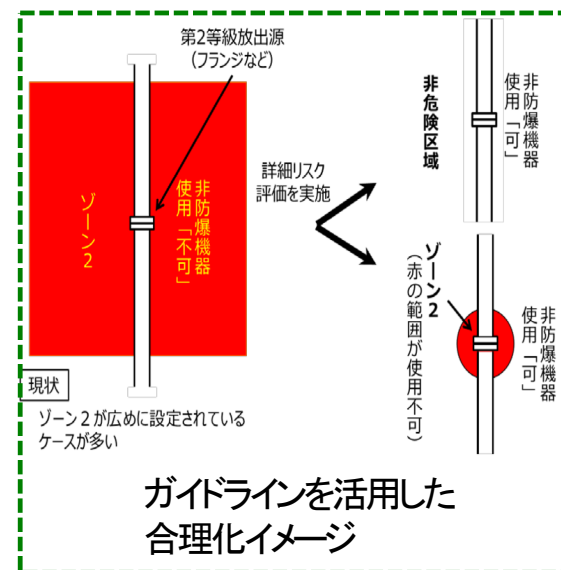 第2等級放出源
(フランジなど)
ゾーン2
非防爆機器
使用「不可」
現状
ゾーン2が広めに設定されている
ケースが多い
詳細リスク
評価を実施
非危険区域
非防爆機器
使用「可」
ゾーン2
(赤の範囲が使用不可)
非防爆機器
使用「可」
ガイドラインを活用した
合理化イメージ